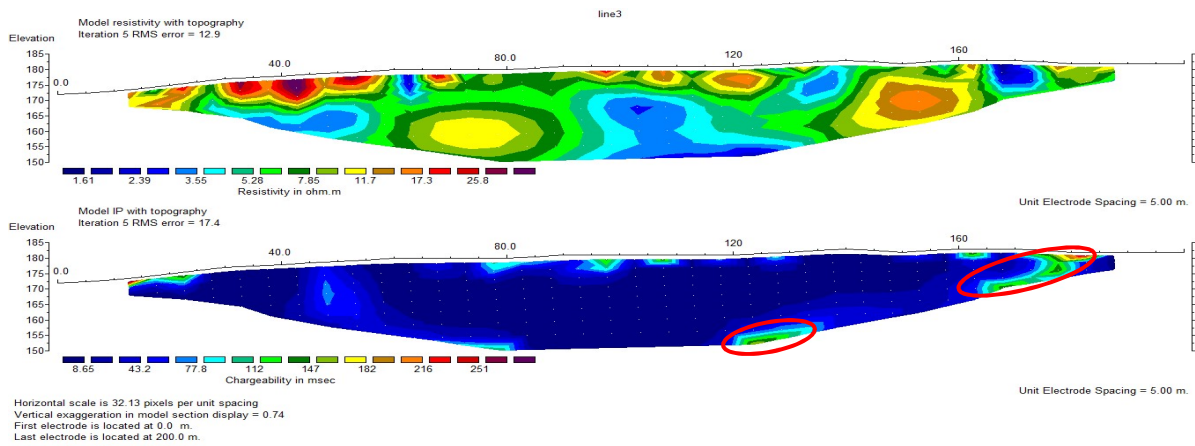 line3
Model resistivity with topography
Iteration 5 RMS error = 12.9
Elevation
185
180
175
170
165
160
155
150
0.0
40.0
80.0
120
160
1.61 2.39 3.55 5.28 7.85 11.7 17.3 25.8
Resistivity in ohm.m
Unit Electrode Spacing = 5.00 m.
Model IP with topography
Iteration 5 RMS error = 17.4
Elevation
185
180
175
170
165
160
155
150
0.0
40.0
80.0
120
160
8.65 43.2 77.8 112 147 182 216 251
Chargeability in msec
Unit Electrode Spacing = 5.00 m.
Horizontal scale is 32.13 pixels per unit spacing
Vertical exaggeration in model section display = 0.74
First electrode is located at 0.0 m.
Last electrode is located at 200.0 m.